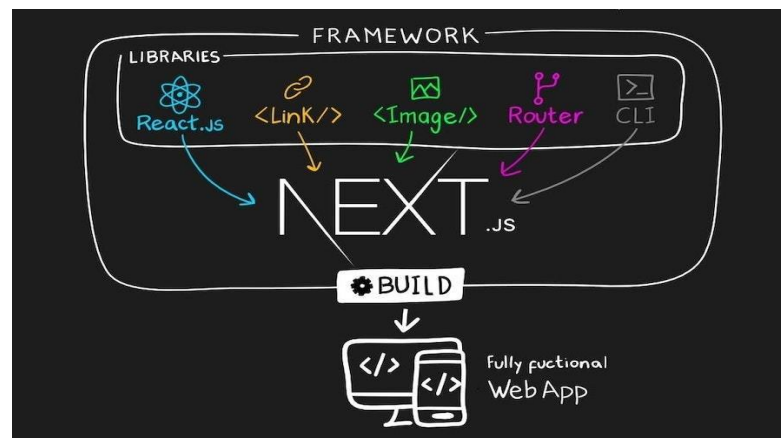 FRAMEWORK
LIBRARIES
React.js
<Link/>
<Image/>
Router
>_
CLI
NEXT.JS
BUILD
</>
</>
Fully fuctional
Web App